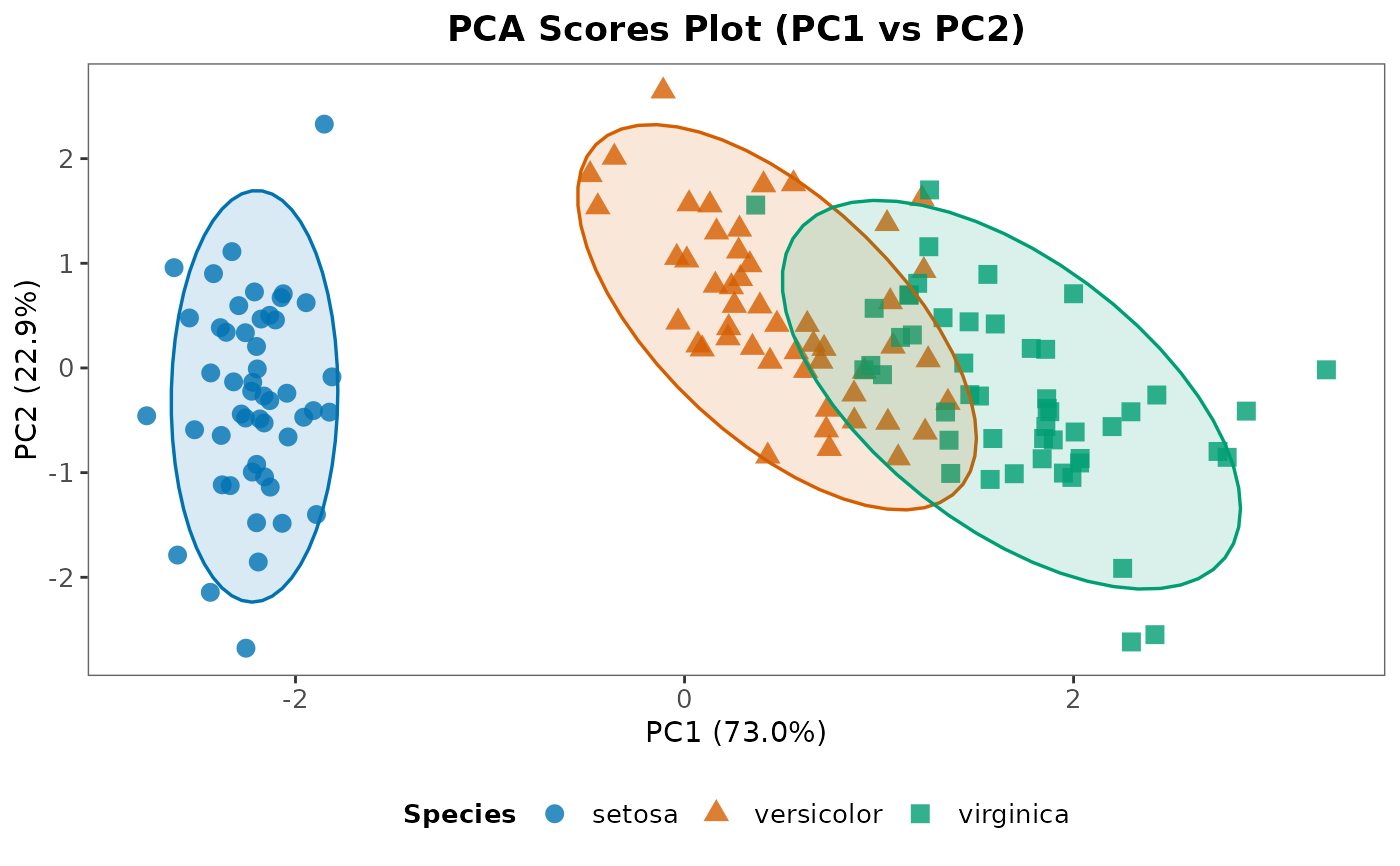 PCA Scores Plot (PC1 vs PC2)
PC2 (22.9%)
2
1
0
-1
-2
-2
0
2
PC1 (73.0%)
Species setosa versicolor virginica